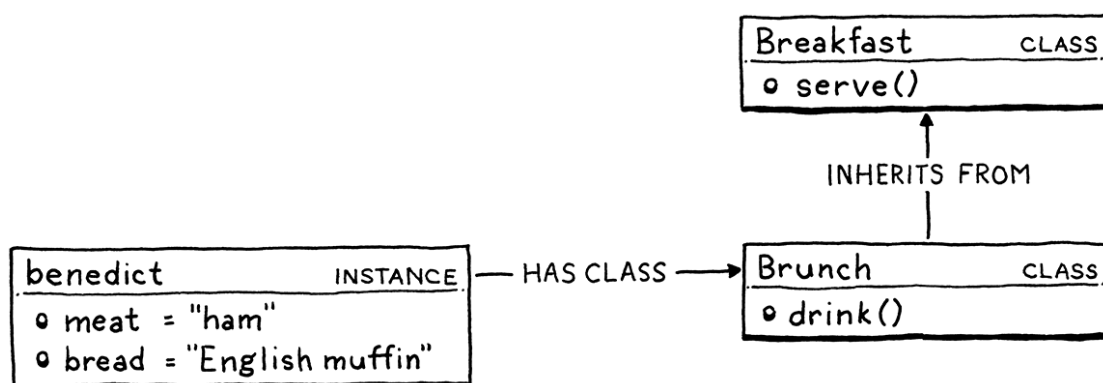 Breakfast CLASS
serve()
INHERITS FROM
benedict INSTANCE
meat = "ham"
bread = "English muffin"
HAS CLASS
Brunch CLASS
drink()